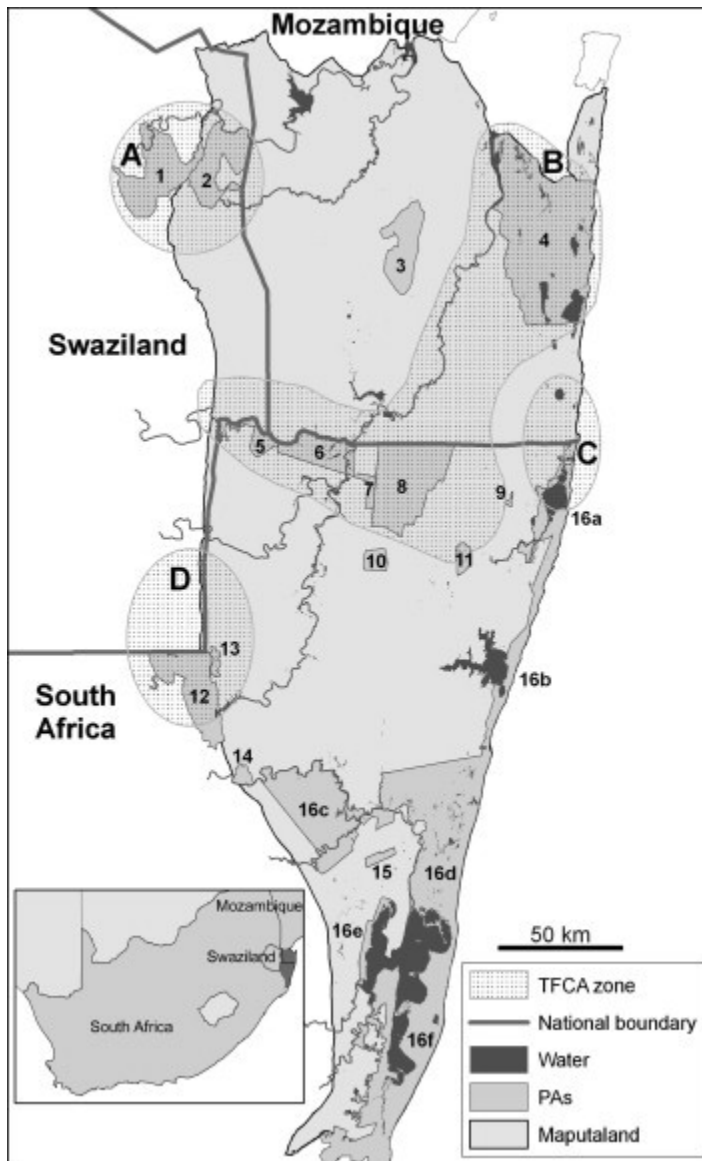 Mozambique
A
B
1
2
4
3
Swaziland
C
5
6
7
8
9
16a
10
11
D
13
South
Africa
12
16b
14
16c
15
16d
16e
16f
Mozambique
Swaziland
South Africa
50 km
TFCA zone
National boundary
Water
PAs
Maputaland